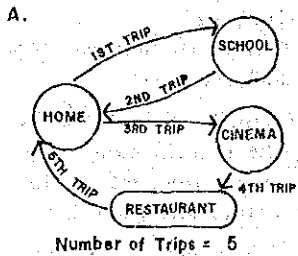 A.
1ST TRIP
SCHOOL
2ND TRIP
HOME
3RD TRIP
CINEMA
4TH TRIP
5TH TRIP
RESTAURANT
Number of Trips = 5